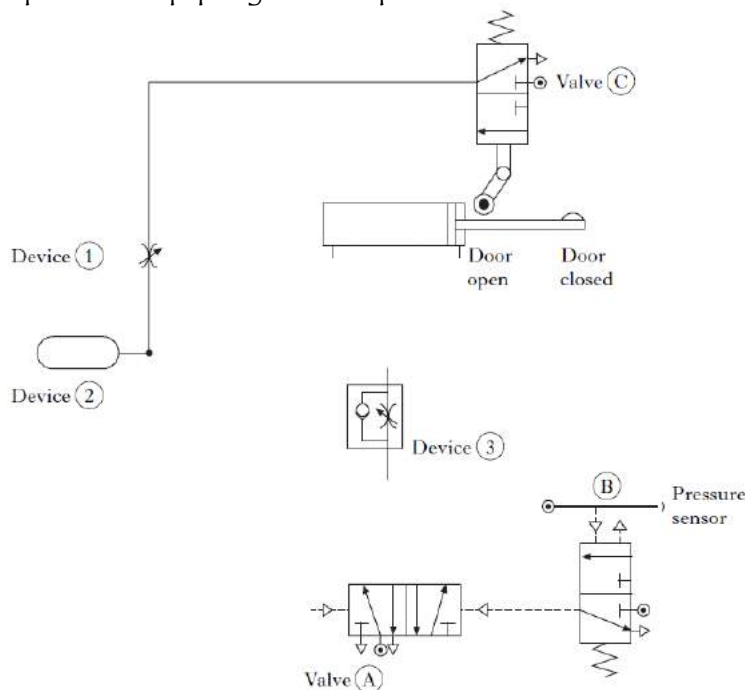 Valve C
Device 1
Door
open
Door
closed
Device 2
Device 3
B
Pressure
sensor
Valve A